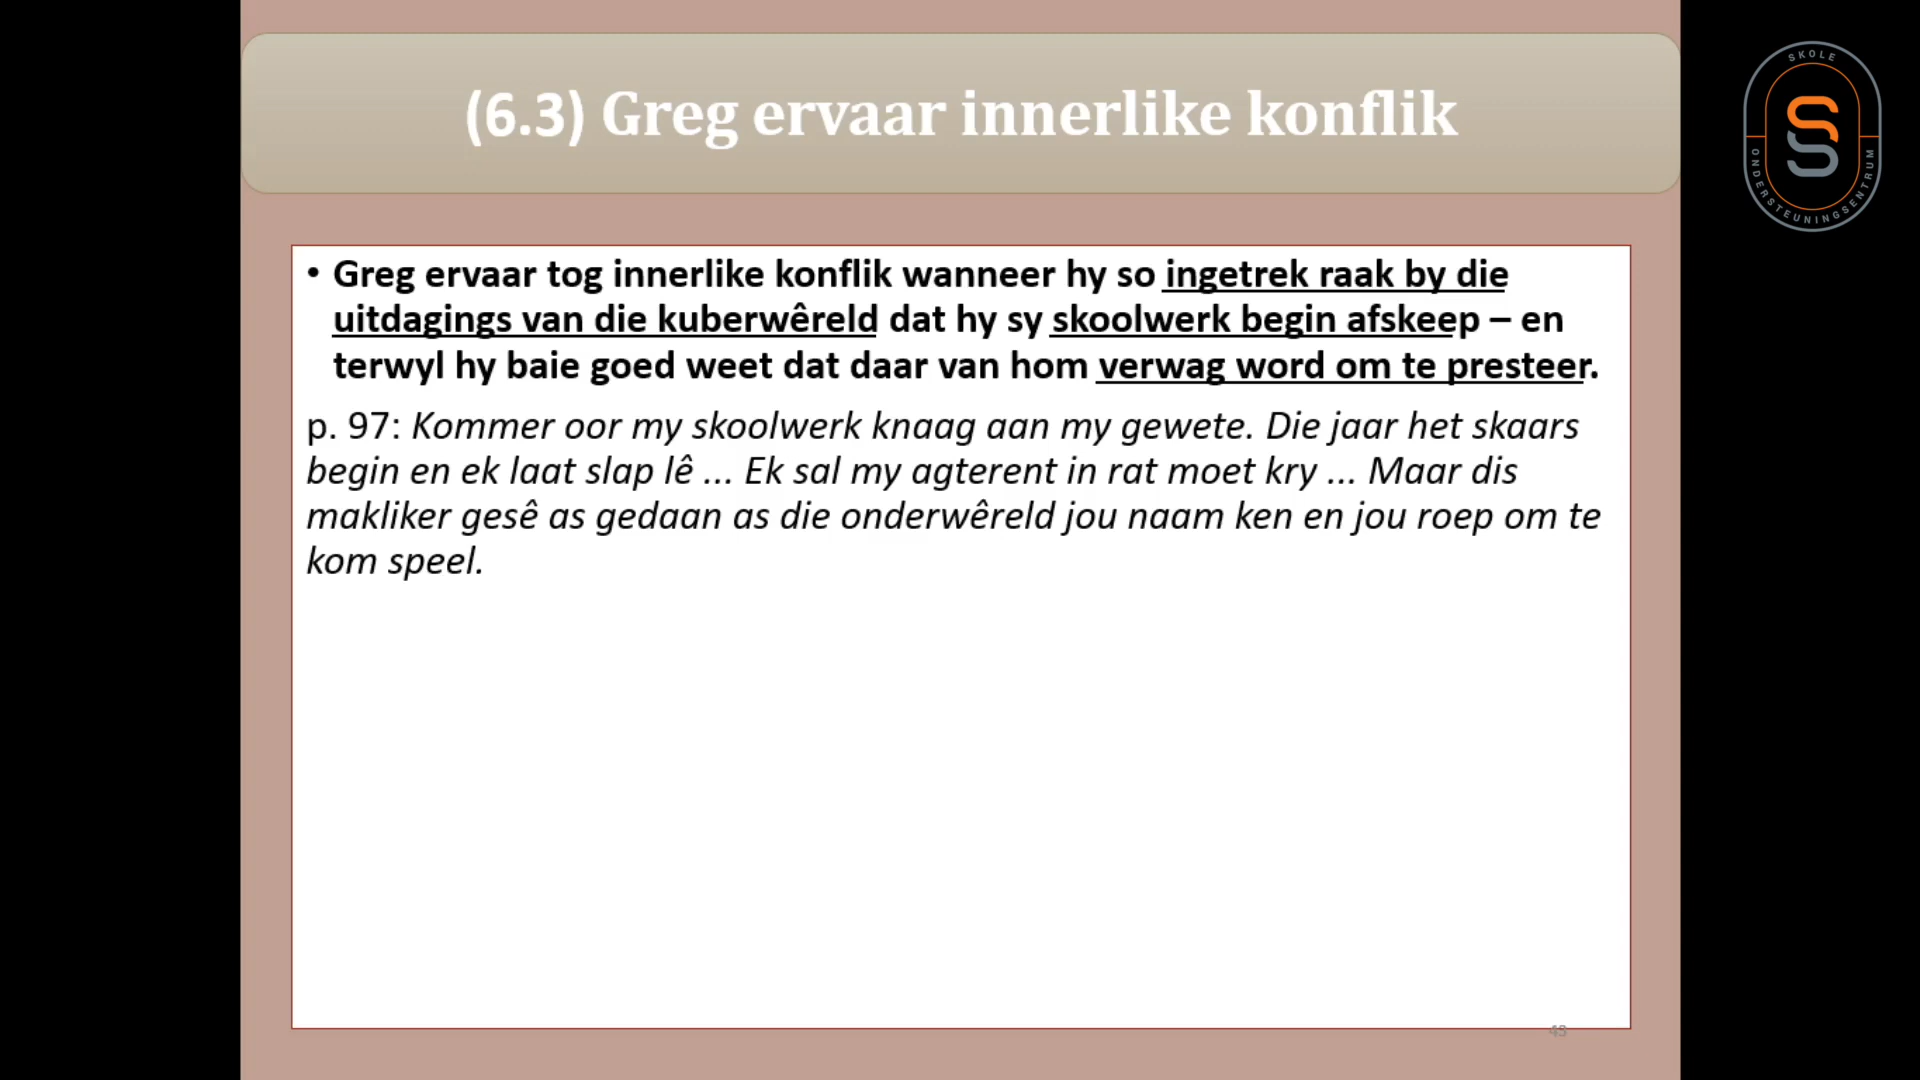 (6.3) Greg ervaar innerlike konflik
SKOLE
ONDERSTEUNINGSENTRUM
• Greg ervaar tog innerlike konflik wanneer hy so ingetrek raak by die
uitdagings van die kuberwêreld dat hy sy skoolwerk begin afskeep – en
terwyl hy baie goed weet dat daar van hom verwag word om te presteer.
p. 97: Kommer oor my skoolwerk knaag aan my gewete. Die jaar het skaars
begin en ek laat slap lê ... Ek sal my agterent in rat moet kry ... Maar dis
makliker gesê as gedaan as die onderwêreld jou naam ken en jou roep om te
kom speel.
43